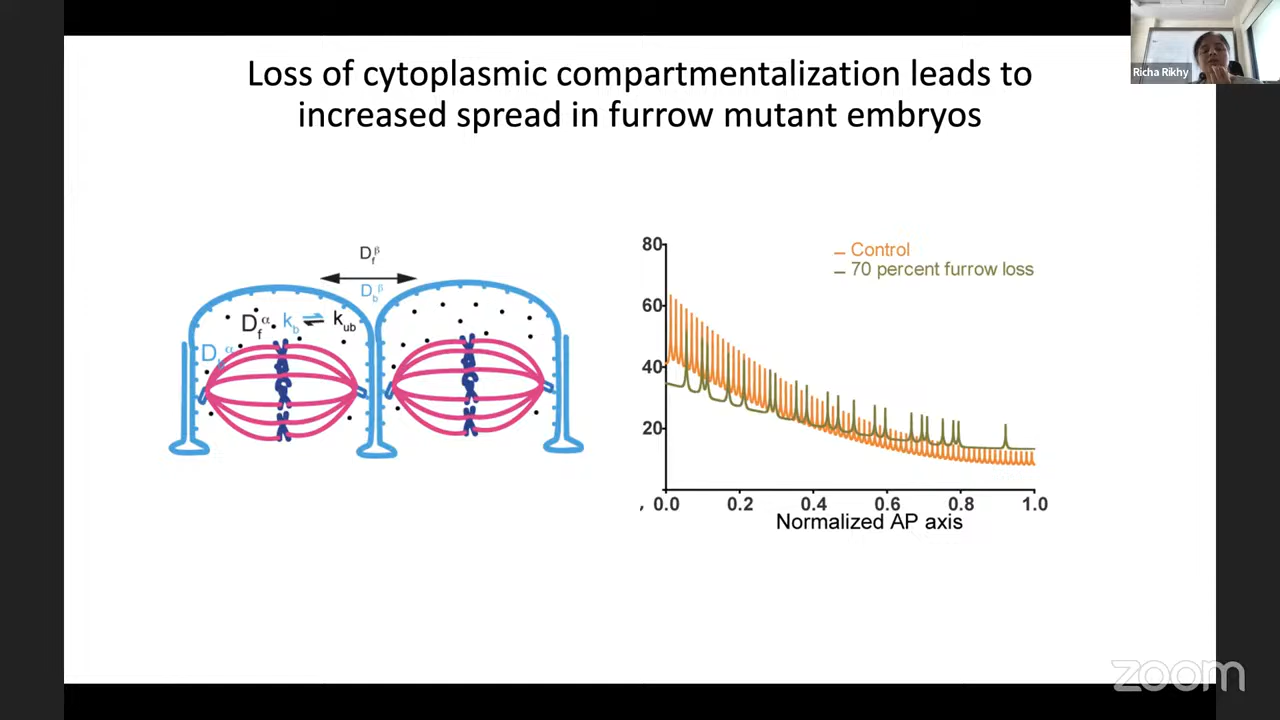 Loss of cytoplasmic compartmentalization leads to
increased spread in furrow mutant embryos
Richa Rikhy
D_f^β
D_b^β
D_f^α k_b ⇌ k_ub
D_b^α
80
60
40
20
Control
70 percent furrow loss
0.0 0.2 0.4 0.6 0.8 1.0
Normalized AP axis
zoom